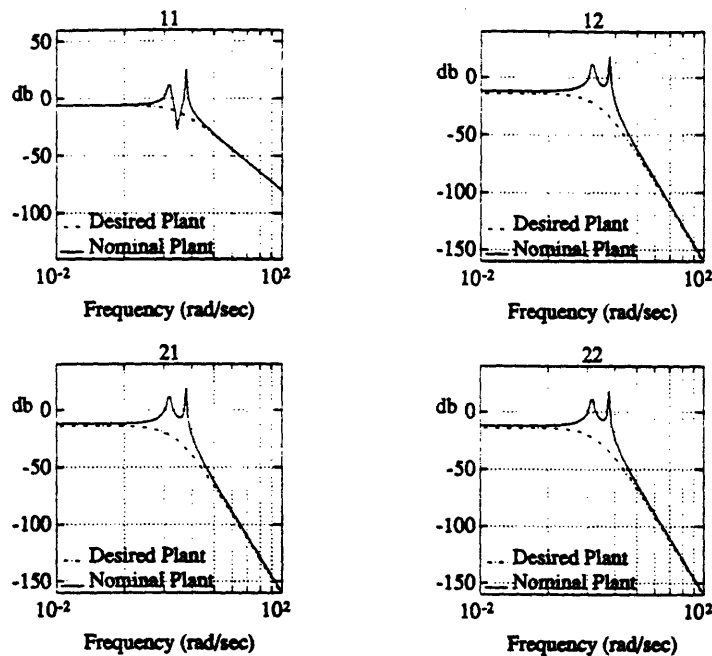 11
50
db 0
-50
-100
Desired Plant
Nominal Plant
10-2
102
Frequency (rad/sec)
12
db 0
-50
-100
Desired Plant
-150
Nominal Plant
10-2
102
Frequency (rad/sec)
21
db 0
-50
-100
Desired Plant
-150
Nominal Plant
10-2
102
Frequency (rad/sec)
22
db 0
-50
-100
Desired Plant
-150
Nominal Plant
10-2
102
Frequency (rad/sec)